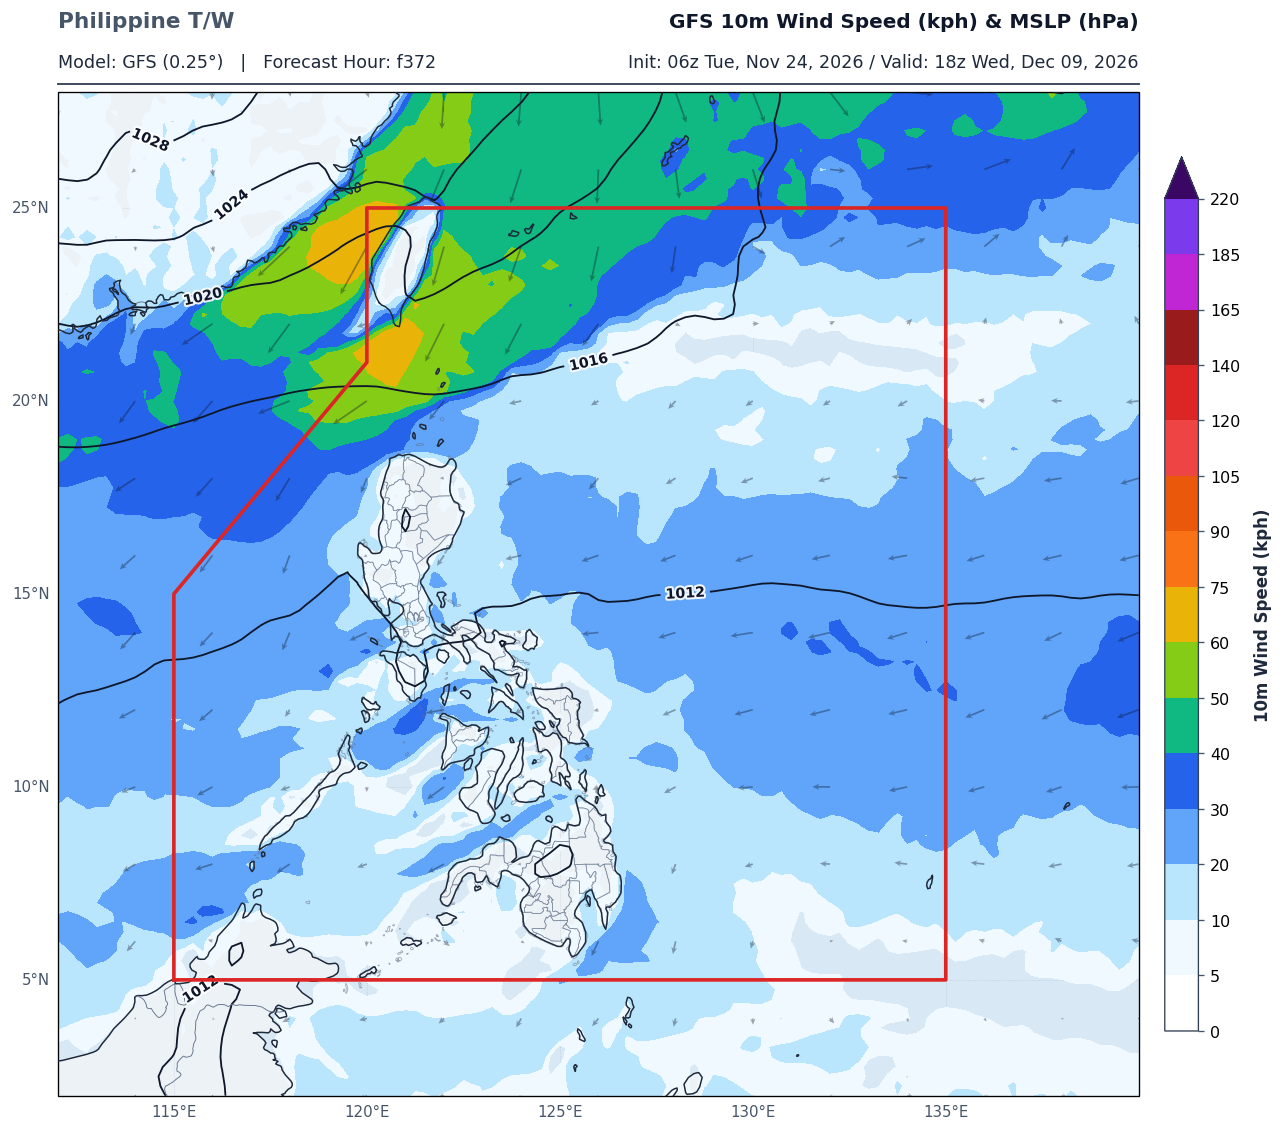 Philippine T/W
GFS 10m Wind Speed (kph) & MSLP (hPa)
Model: GFS (0.25°) | Forecast Hour: f372
Init: 06z Tue, Nov 24, 2026 / Valid: 18z Wed, Dec 09, 2026
1028
1024
1020
1016
1012
1012
25°N
20°N
15°N
10°N
5°N
115°E
120°E
125°E
130°E
135°E
220
185
165
140
120
105
90
75
60
50
40
30
20
10
5
0
10m Wind Speed (kph)